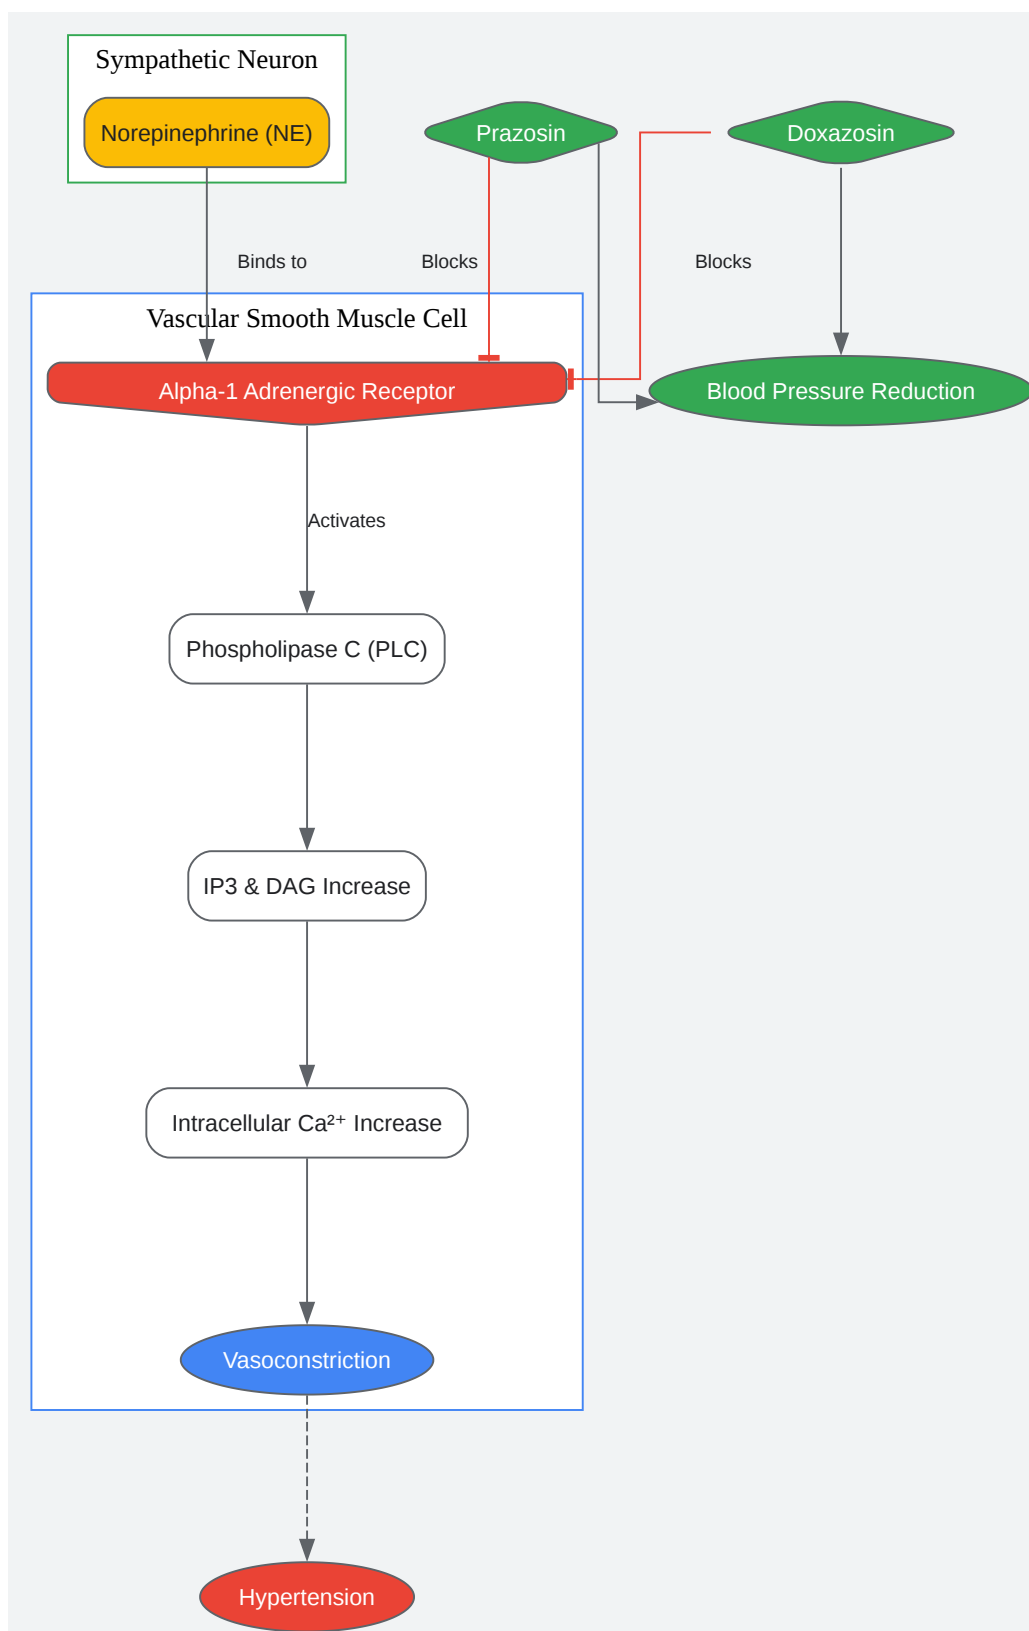 Sympathetic Neuron
Norepinephrine (NE)
Prazosin
Doxazosin
Binds to
Blocks
Blocks
Vascular Smooth Muscle Cell
Alpha-1 Adrenergic Receptor
Blood Pressure Reduction
Activates
Phospholipase C (PLC)
IP3 & DAG Increase
Intracellular Ca²⁺ Increase
Vasoconstriction
Hypertension